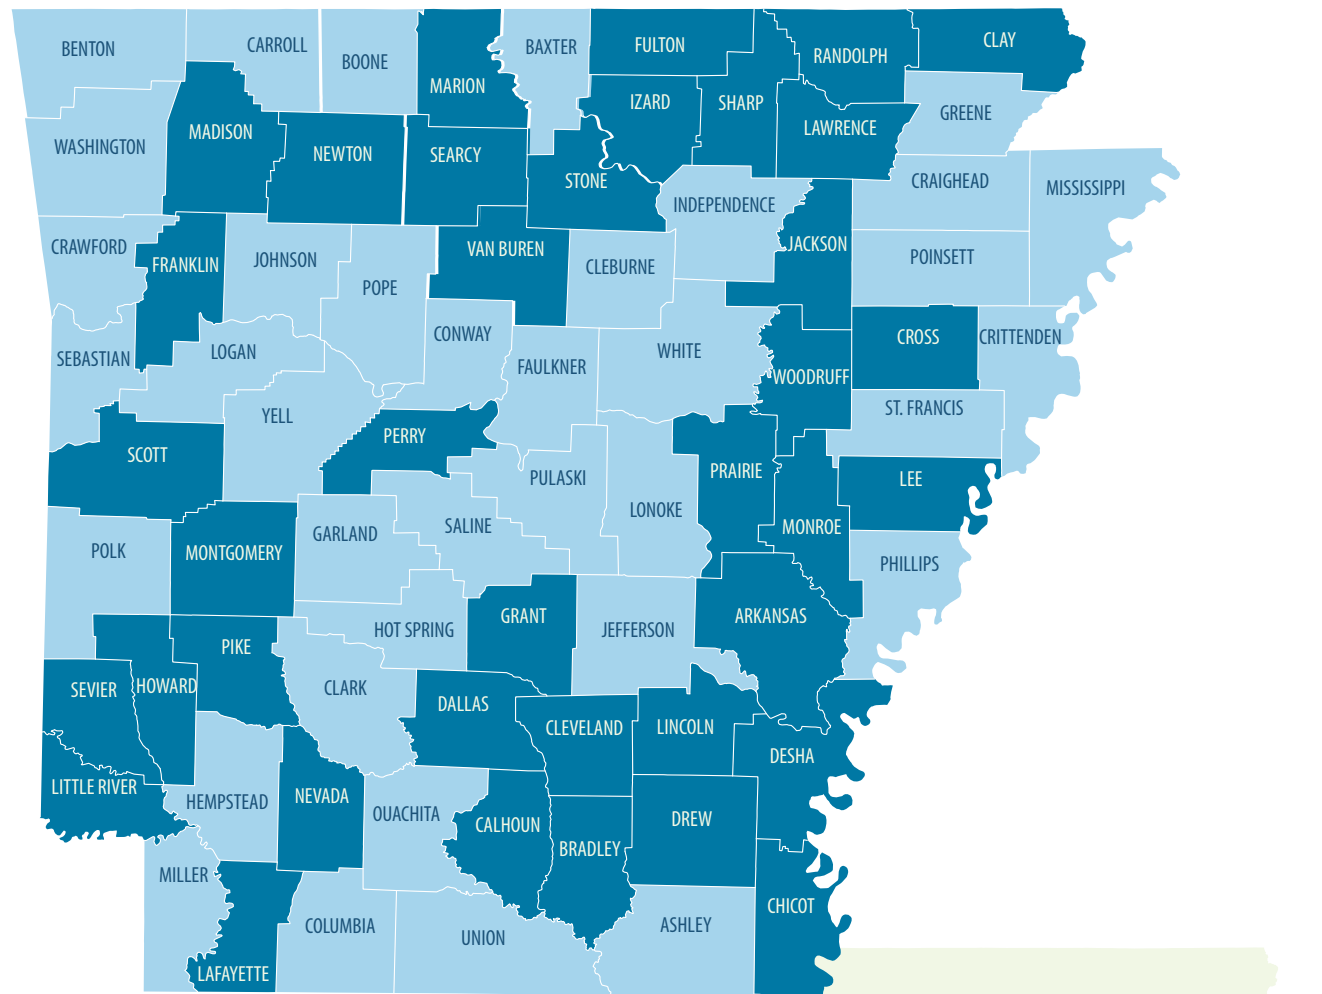 BENTON
CARROLL
BOONE
MARION
BAXTER
FULTON
RANDOLPH
CLAY
IZARD
SHARP
LAWRENCE
GREENE
WASHINGTON
MADISON
NEWTON
SEARCY
STONE
INDEPENDENCE
CRAIGHEAD
MISSISSIPPI
CRAWFORD
FRANKLIN
JOHNSON
POPE
VAN BUREN
CLEBURNE
JACKSON
POINSETT
SEBASTIAN
LOGAN
CONWAY
FAULKNER
WHITE
WOODRUFF
CROSS
CRITTENDEN
YELL
ST. FRANCIS
SCOTT
PERRY
PULASKI
PRAIRIE
LEE
LONOKE
POLK
MONTGOMERY
GARLAND
SALINE
MONROE
PHILLIPS
PIKE
HOT SPRING
GRANT
JEFFERSON
ARKANSAS
SEVIER
HOWARD
CLARK
DALLAS
CLEVELAND
LINCOLN
DESHA
LITTLE RIVER
HEMPSTEAD
NEVADA
OUACHITA
CALHOUN
BRADLEY
DREW
MILLER
COLUMBIA
UNION
ASHLEY
CHICOT
LAFAYETTE